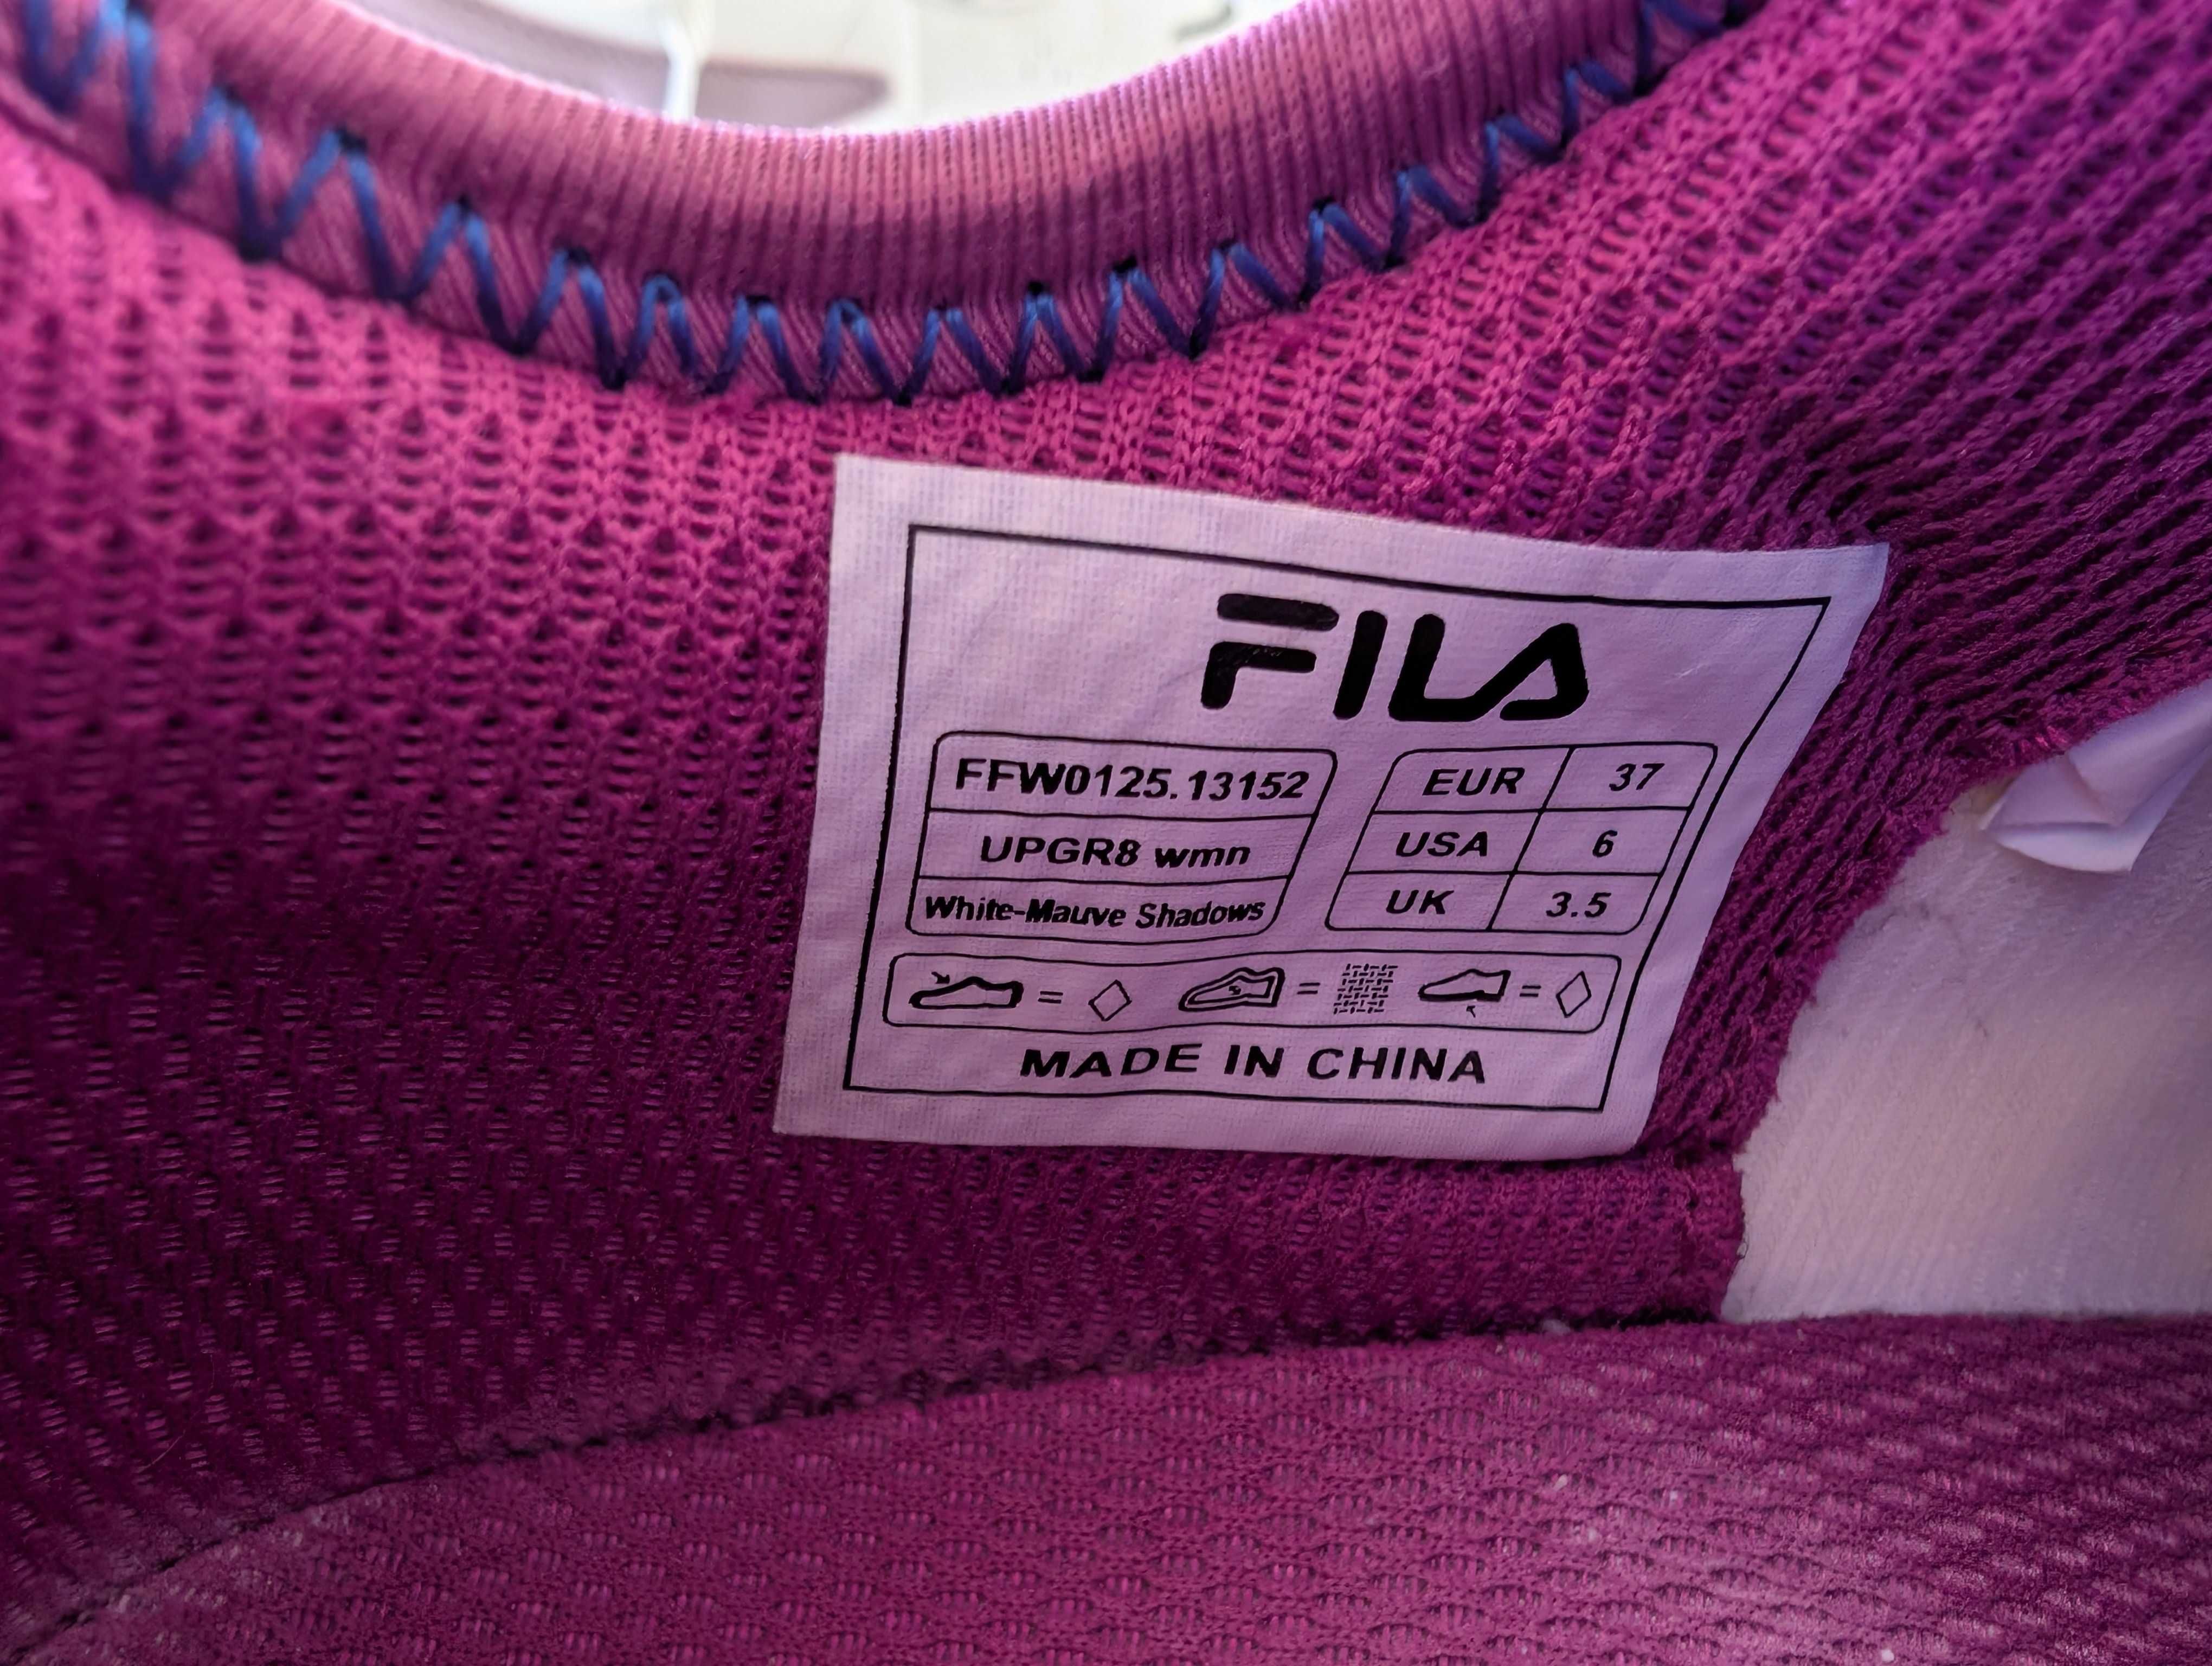 FILA
FFW0125.13152
UPGR8 wmn
White-Mauve Shadows
EUR 37
USA 6
UK 3.5
= = =
MADE IN CHINA